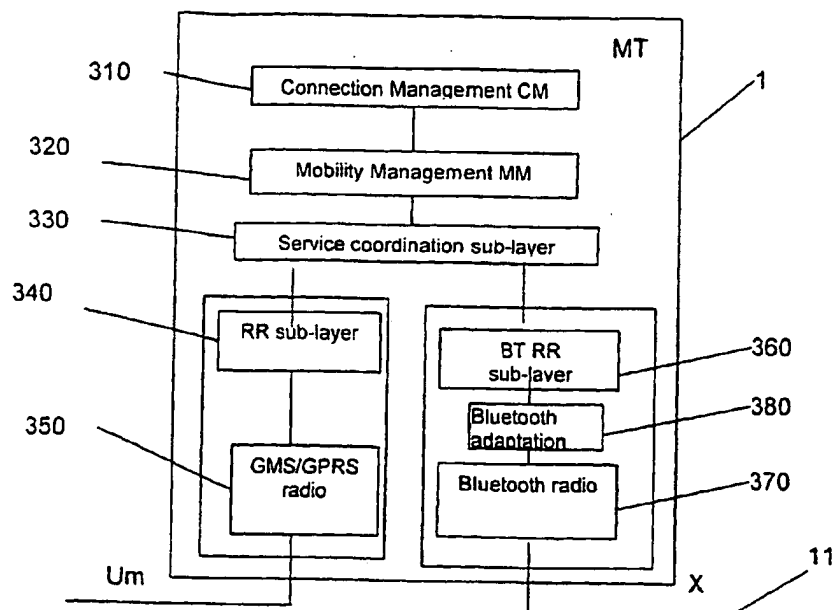 MT
310
Connection Management CM
1
320
Mobility Management MM
330
Service coordination sub-layer
340
RR sub-layer
BT RR
sub-layer
360
Bluetooth
adaptation
380
350
GMS/GPRS
radio
Bluetooth radio
370
11
Um
X